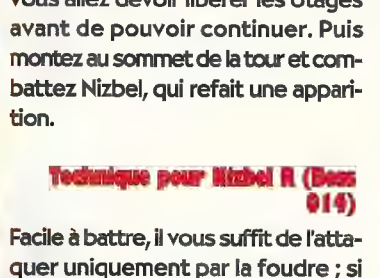 vous allez devoir libérer les otages
avant de pouvoir continuer. Puis
montez au sommet de la tour et com-
battez Nizbel, qui refait une appari-
tion.
Technique pour Nizbel R (Boss
014)
Facile à battre, il vous suffit de l'atta-
quer uniquement par la foudre ; si